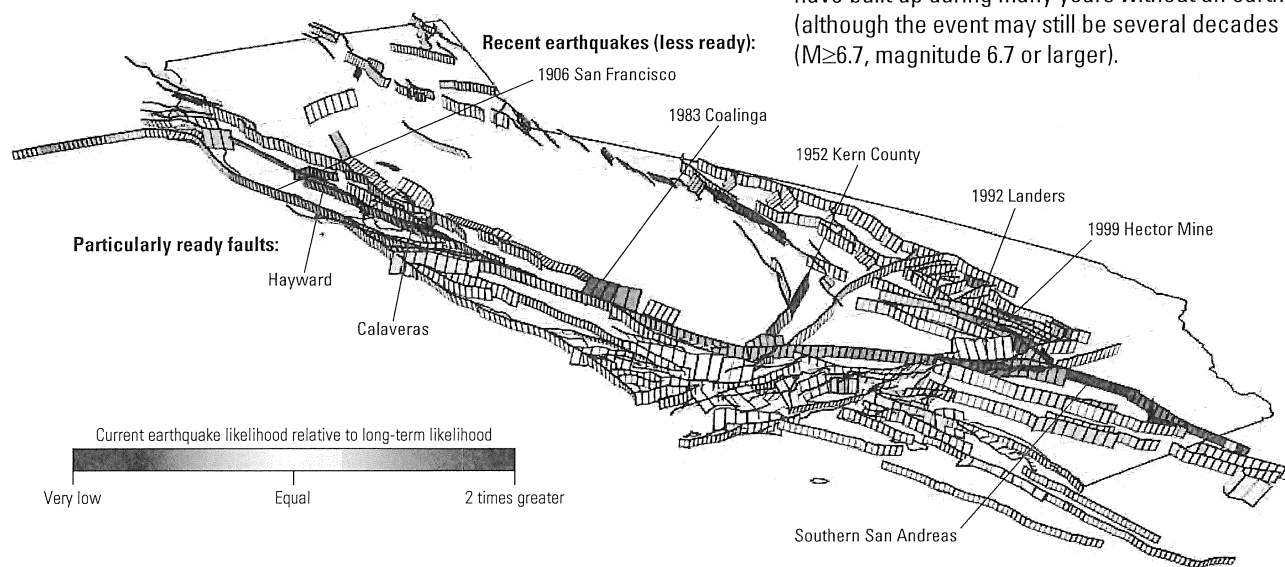 have built up during many years without an earth
(although the event may still be several decades
(M≥6.7, magnitude 6.7 or larger).
Recent earthquakes (less ready):
1906 San Francisco
1983 Coalinga
1952 Kern County
1992 Landers
1999 Hector Mine
Particularly ready faults:
Hayward
Calaveras
Current earthquake likelihood relative to long-term likelihood
Very low
Equal
2 times greater
Southern San Andreas